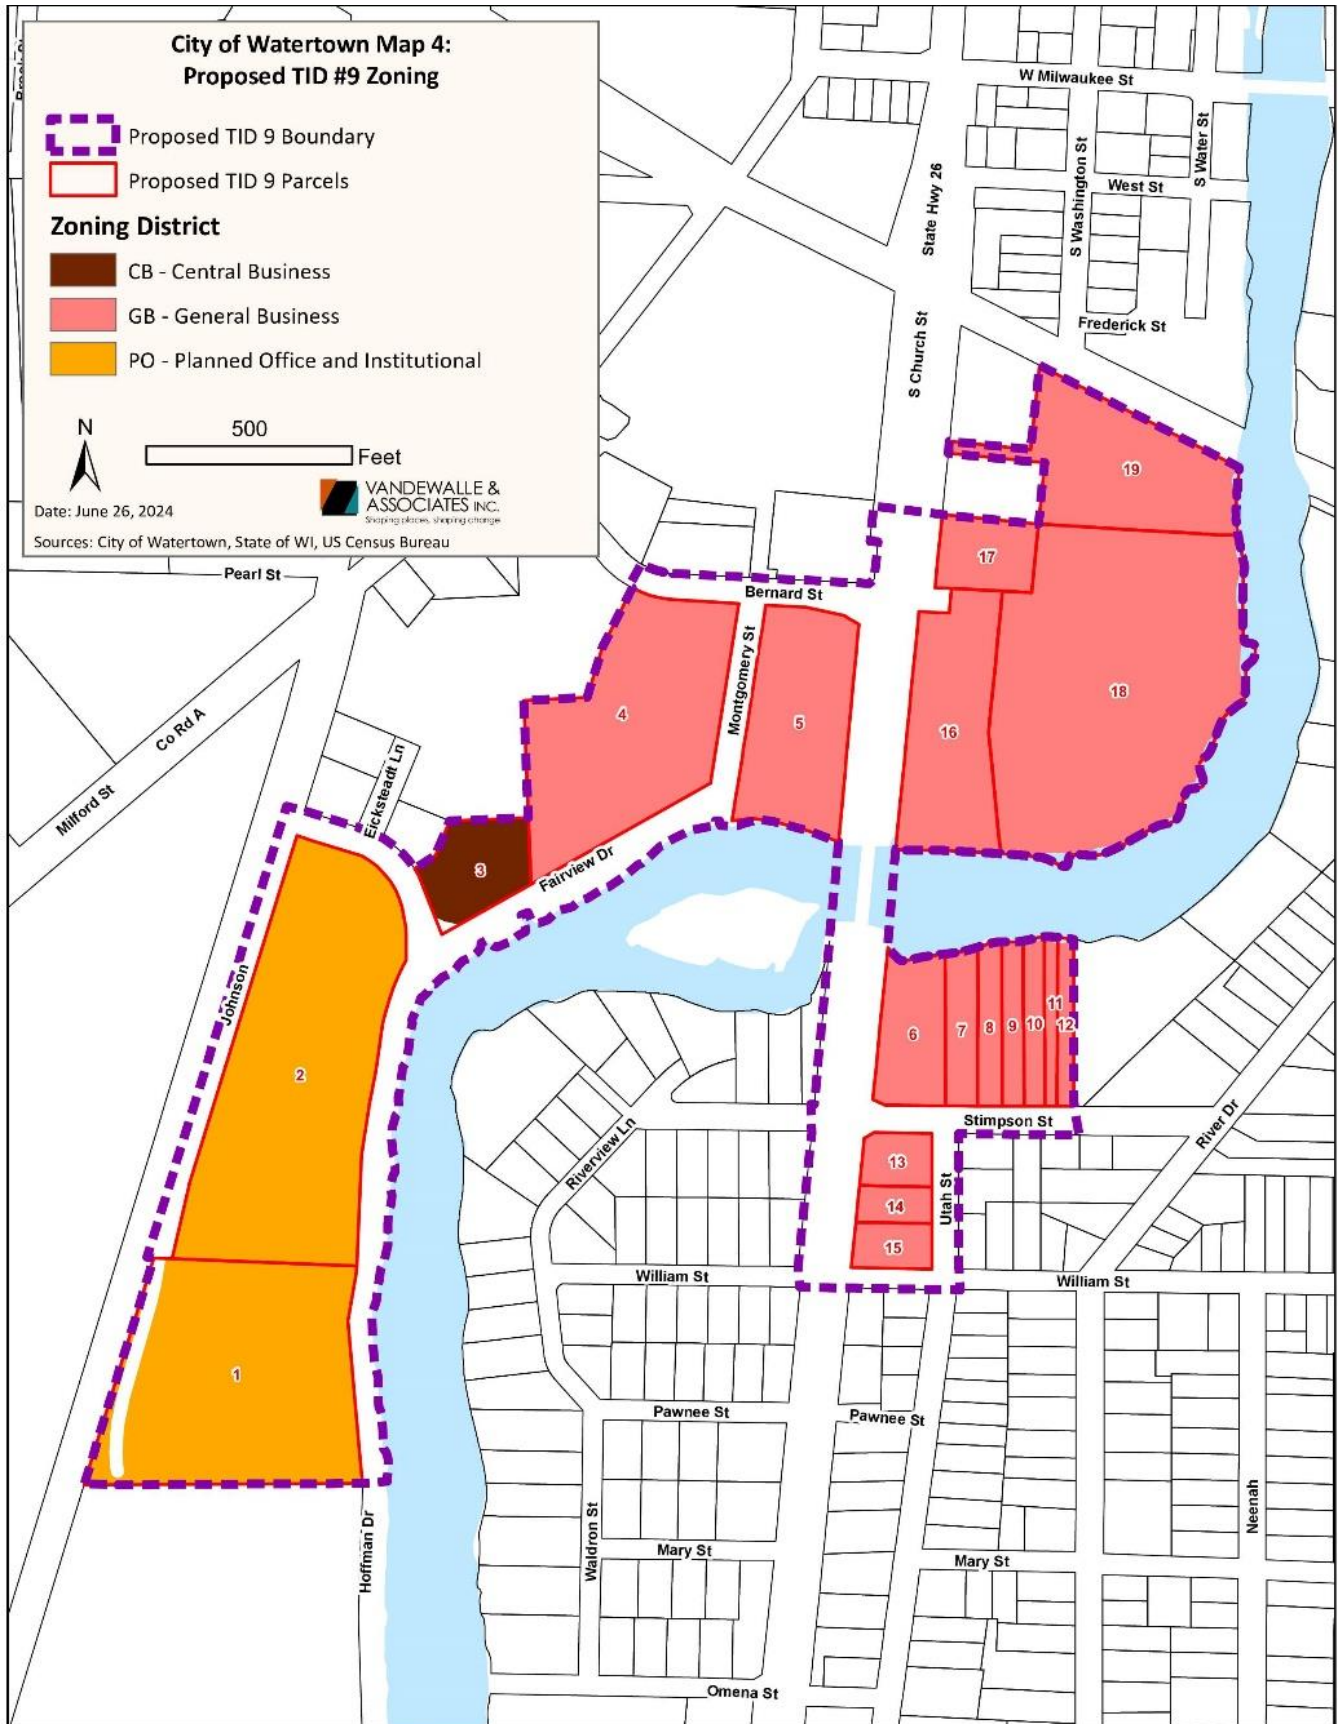 City of Watertown Map 4:
Proposed TID #9 Zoning
Proposed TID 9 Boundary
Proposed TID 9 Parcels
Zoning District
CB - Central Business
GB - General Business
PO - Planned Office and Institutional
N
500
Feet
VANDEWALLE &
ASSOCIATES INC.
Shaping places, shaping change
Date: June 26, 2024
Sources: City of Watertown, State of WI, US Census Bureau
W Milwaukee St
S Water St
S Washington St
West St
State Hwy 26
Frederick St
S Church St
19
17
Pearl St
Bernard St
Montgomery St
4
5
16
18
Co Rd A
Milford St
Eicksteadt Ln
3
Fairview Dr
Johnson
2
6
7
8
9
10
11
12
Stimpson St
River Dr
Riverview Ln
13
14
15
Utah St
William St
William St
1
Pawnee St
Pawnee St
Hoffman Dr
Waldron St
Mary St
Mary St
Neenah
Omena St